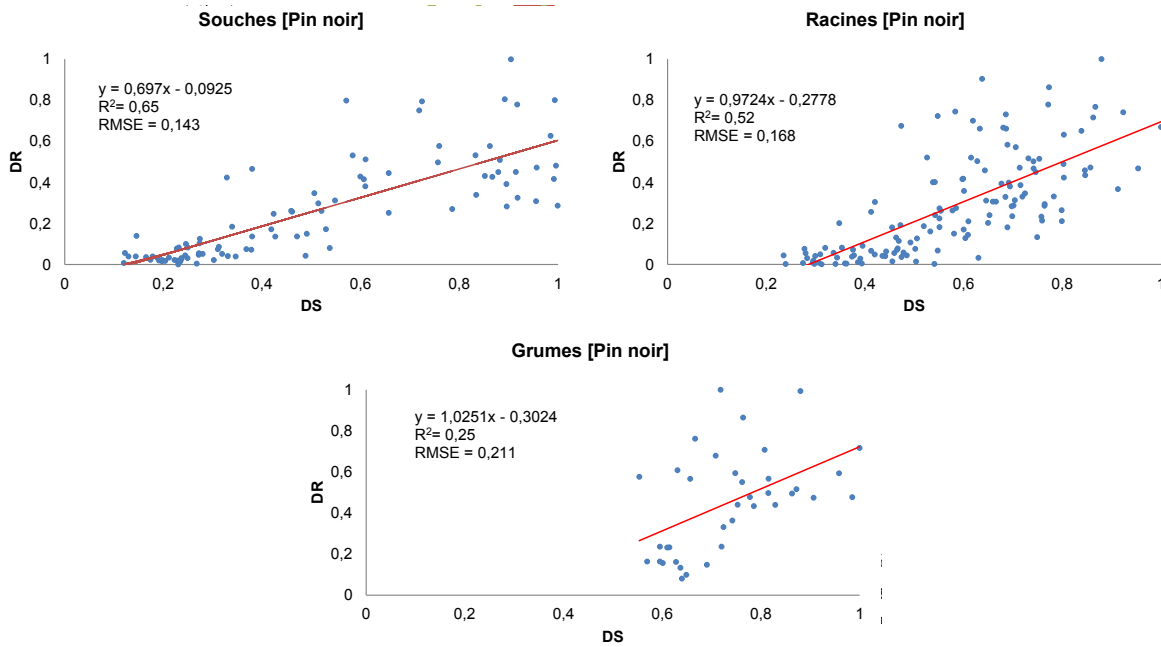 Souches [Pin noir]
y = 0,697x - 0,0925
R²= 0,65
RMSE = 0,143
1
0,8
0,6
0,4
0,2
0
DR
0 0,2 0,4 0,6 0,8 1
DS
Racines [Pin noir]
y = 0,9724x - 0,2778
R²= 0,52
RMSE = 0,168
1
0,8
0,6
0,4
0,2
0
DR
0 0,2 0,4 0,6 0,8 1
DS
Grumes [Pin noir]
y = 1,0251x - 0,3024
R²= 0,25
RMSE = 0,211
1
0,8
0,6
0,4
0,2
0
DR
0 0,2 0,4 0,6 0,8 1
DS